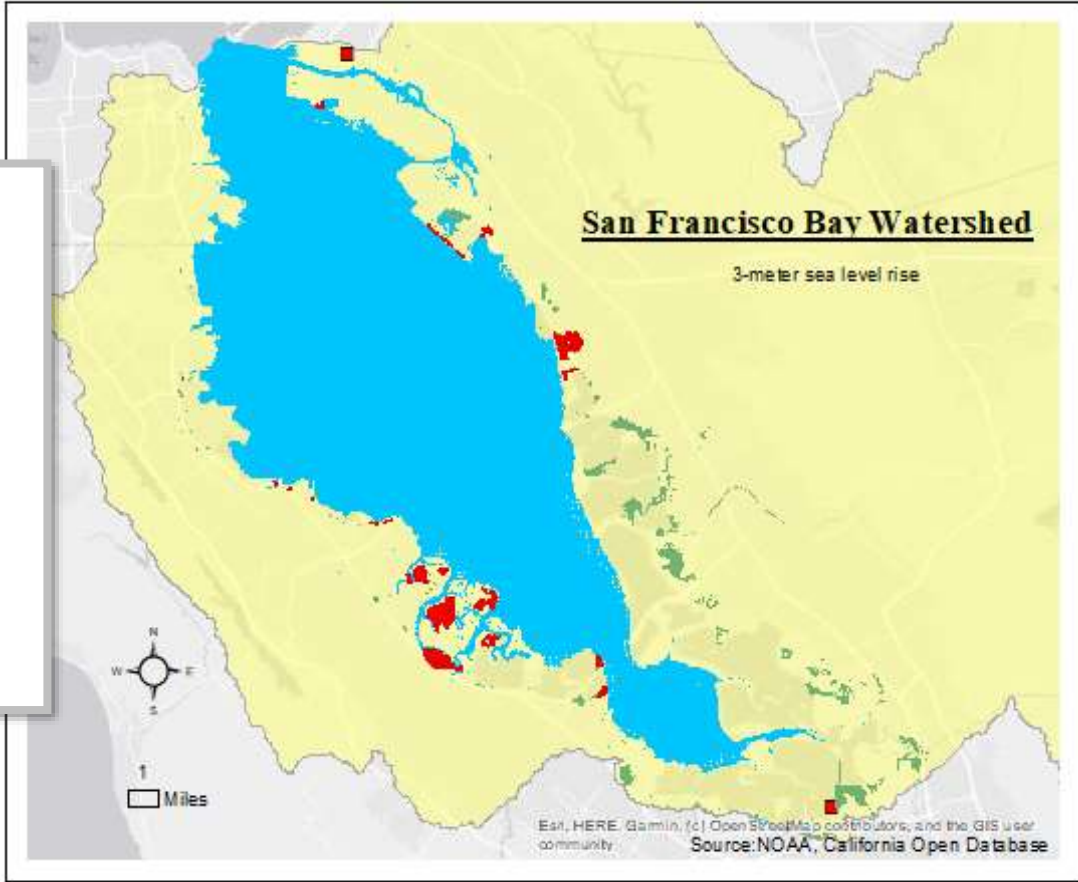 San Francisco Bay Watershed
3-meter sea level rise
N
W
E
S
1
Miles
Esri, HERE, Garmin, (c) OpenStreetMap contributors, and the GIS user
community
Source:NOAA, California Open Database